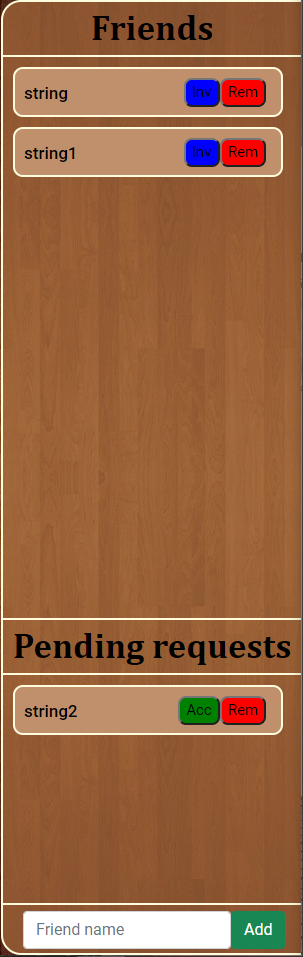 Friends
string Inv Rem
string1 Inv Rem
Pending requests
string2 Acc Rem
Friend name Add